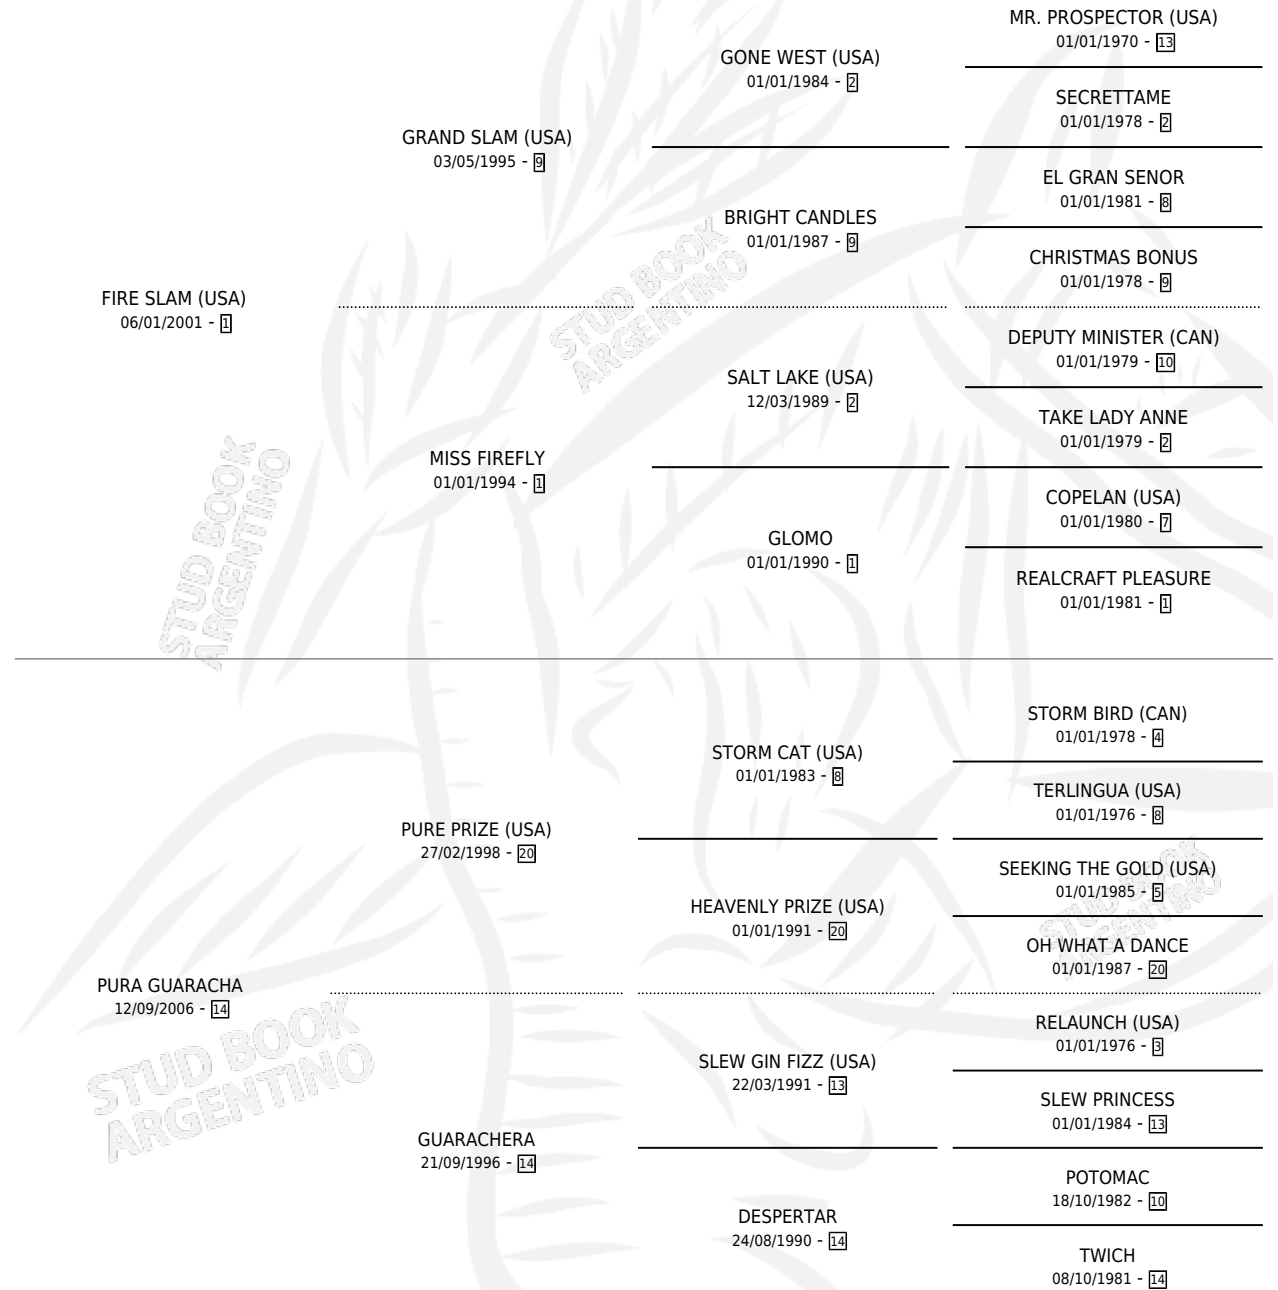 MR. PROSPECTOR (USA)
01/01/1970 - 13
GONE WEST (USA)
01/01/1984 - 2
SECRETTAME
01/01/1978 - 2
GRAND SLAM (USA)
03/05/1995 - 9
EL GRAN SENOR
01/01/1981 - 8
BRIGHT CANDLES
01/01/1987 - 9
CHRISTMAS BONUS
01/01/1978 - 9
FIRE SLAM (USA)
06/01/2001 - 1
STUD BOOK
ARGENTINO
DEPUTY MINISTER (CAN)
01/01/1979 - 10
SALT LAKE (USA)
12/03/1989 - 2
TAKE LADY ANNE
01/01/1979 - 2
MISS FIREFLY
01/01/1994 - 1
COPELAN (USA)
01/01/1980 - 7
GLOMO
01/01/1990 - 1
REALCRAFT PLEASURE
01/01/1981 - 1
STUD BOOK
ARGENTINO
STORM BIRD (CAN)
01/01/1978 - 4
STORM CAT (USA)
01/01/1983 - 8
TERLINGUA (USA)
01/01/1976 - 8
PURE PRIZE (USA)
27/02/1998 - 20
SEEKING THE GOLD (USA)
01/01/1985 - 5
HEAVENLY PRIZE (USA)
01/01/1991 - 20
STUD BOOK
ARGENTINO
OH WHAT A DANCE
01/01/1987 - 20
PURA GUARACHA
12/09/2006 - 14
STUD BOOK
ARGENTINO
RELAUNCH (USA)
01/01/1976 - 3
SLEW GIN FIZZ (USA)
22/03/1991 - 13
SLEW PRINCESS
01/01/1984 - 13
GUARACHERA
21/09/1996 - 14
POTOMAC
18/10/1982 - 10
DESPERTAR
24/08/1990 - 14
TWICH
08/10/1981 - 14